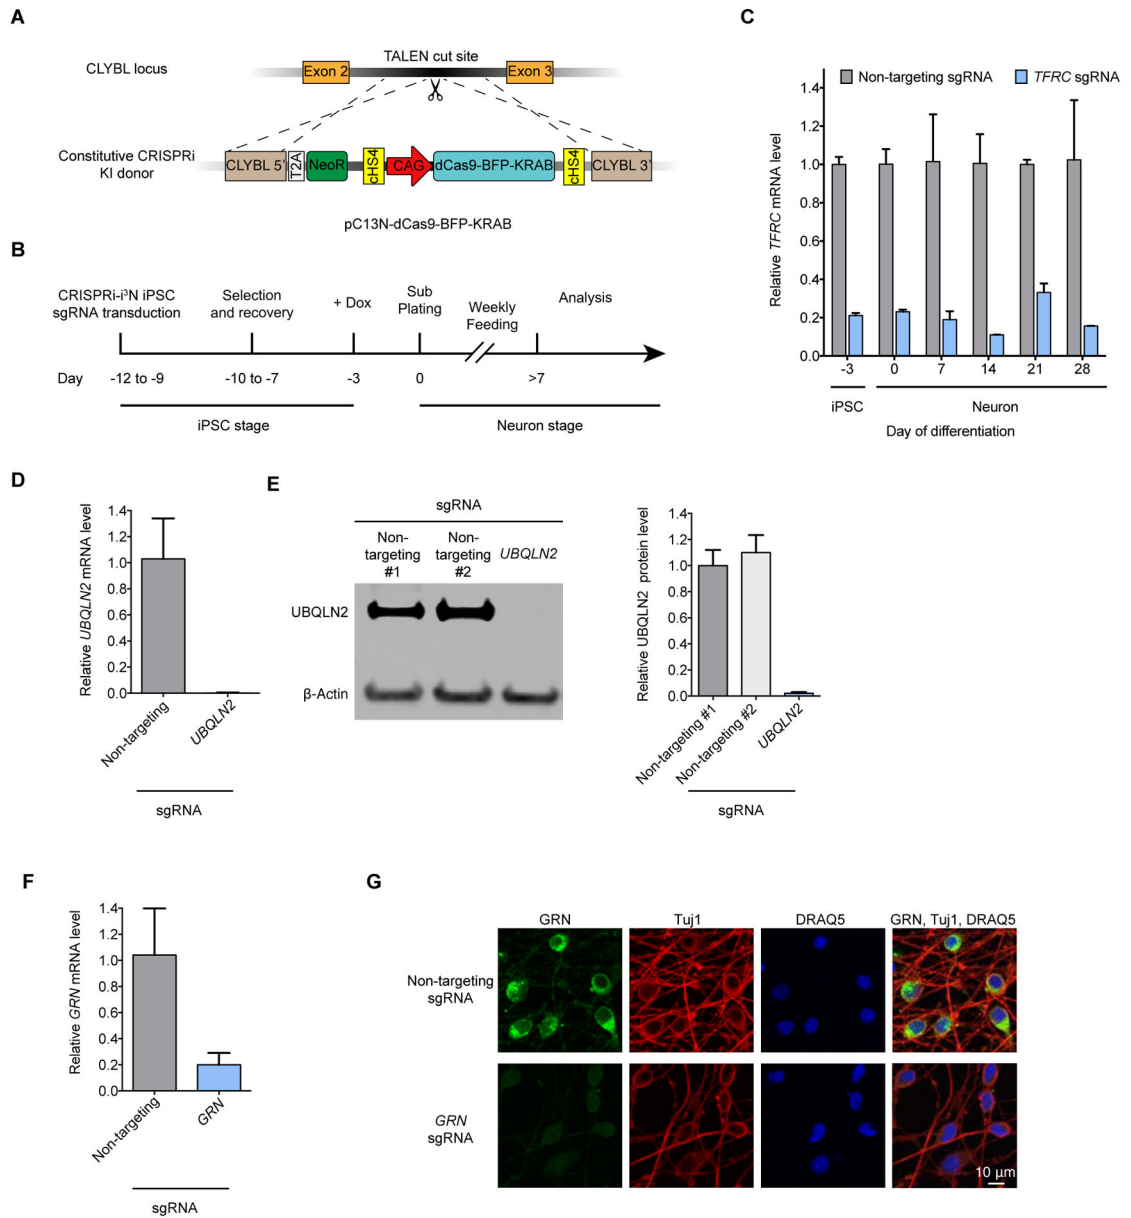 A
CLYBL locus
TALEN cut site
Exon 2
Exon 3
Constitutive CRISPRi
KI donor
CLYBL 5'
T2A
NeoR
cHS4
CAG
dCas9-BFP-KRAB
cHS4
CLYBL 3'
pC13N-dCas9-BFP-KRAB
B
CRISPRi-i³N iPSC
sgRNA transduction
Selection
and recovery
+ Dox
Sub
Plating
Weekly
Feeding
Analysis
Day
-12 to -9
-10 to -7
-3
0
>7
iPSC stage
Neuron stage
C
Non-targeting sgRNA
TFRC sgRNA
Relative TFRC mRNA level
1.4
1.2
1.0
0.8
0.6
0.4
0.2
0.0
-3
0
7
14
21
28
iPSC
Neuron
Day of differentiation
D
Relative UBQLN2 mRNA level
1.4
1.2
1.0
0.8
0.6
0.4
0.2
0.0
Non-targeting
UBQLN2
sgRNA
E
sgRNA
Non-
targeting
#1
Non-
targeting
#2
UBQLN2
UBQLN2
β-Actin
Relative UBQLN2 protein level
1.4
1.2
1.0
0.8
0.6
0.4
0.2
0.0
Non-targeting #1
Non-targeting #2
UBQLN2
sgRNA
F
Relative GRN mRNA level
1.4
1.2
1.0
0.8
0.6
0.4
0.2
0.0
Non-targeting
GRN
sgRNA
G
GRN
Tuj1
DRAQ5
GRN, Tuj1, DRAQ5
Non-targeting
sgRNA
GRN
sgRNA
10 µm